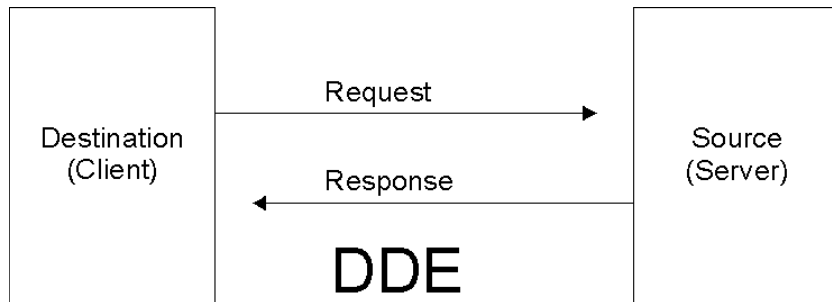 Request
Destination
(Client)
Source
(Server)
Response
DDE